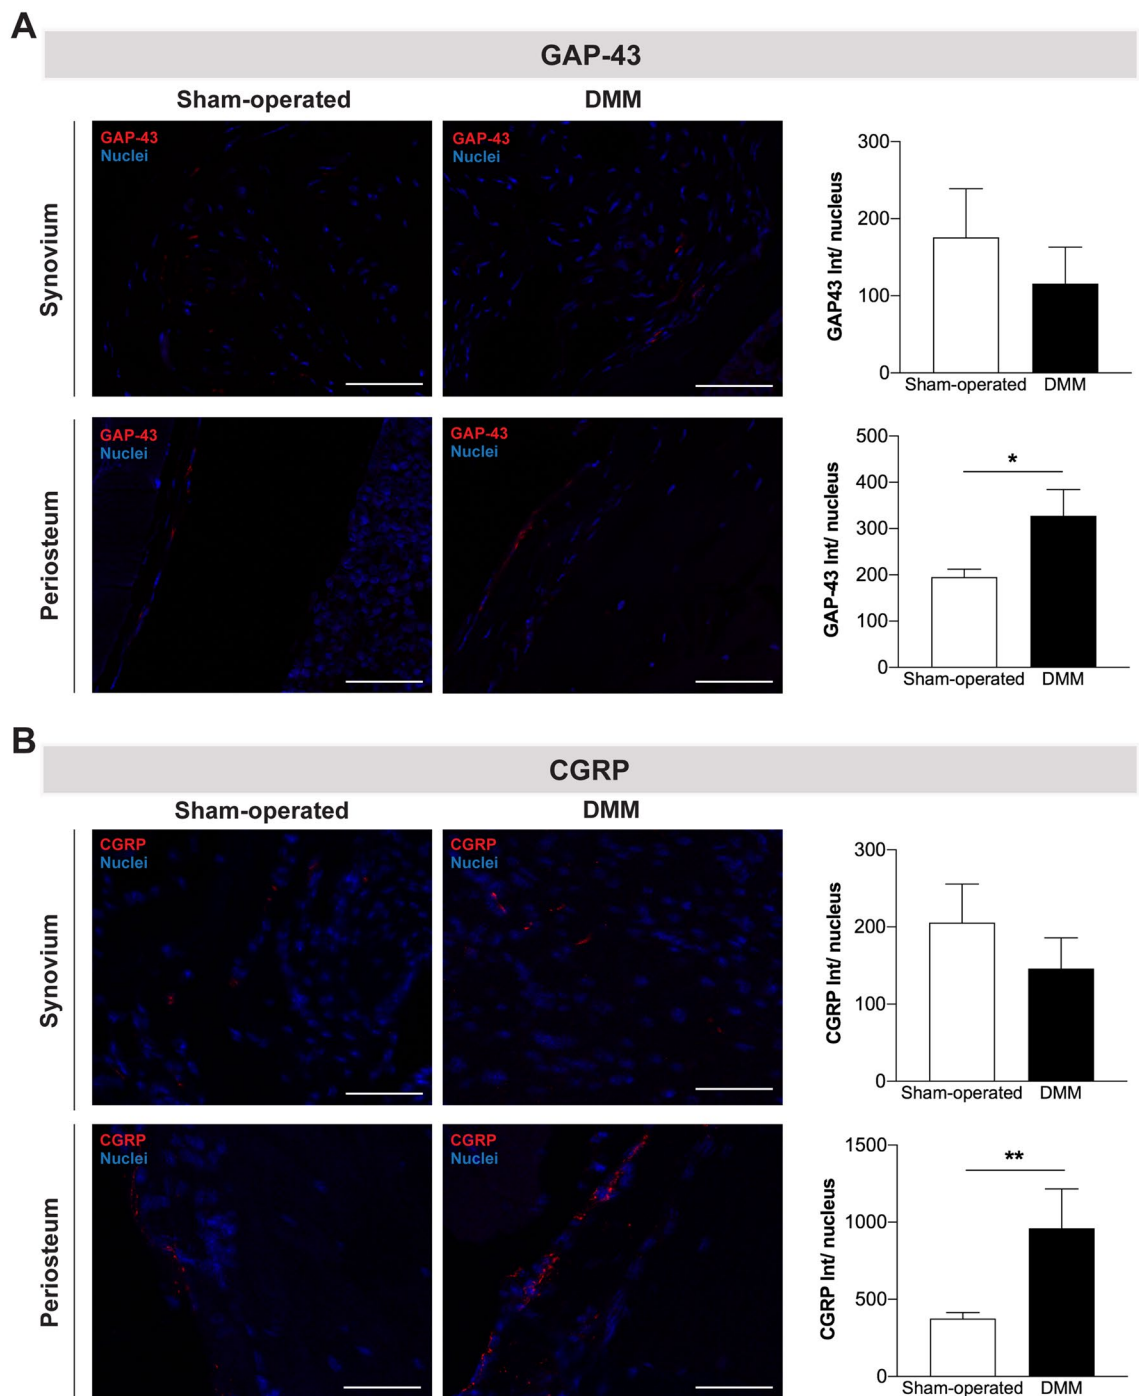 A
GAP-43
Sham-operated
DMM
Synovium
GAP-43
Nuclei
GAP-43
Nuclei
GAP43 Int/ nucleus
300
200
100
0
Sham-operated
DMM
Periosteum
GAP-43
Nuclei
GAP-43
Nuclei
GAP-43 Int/ nucleus
500
400
300
200
100
0
*
Sham-operated
DMM
B
CGRP
Sham-operated
DMM
Synovium
CGRP
Nuclei
CGRP
Nuclei
CGRP Int/ nucleus
300
200
100
0
Sham-operated
DMM
Periosteum
CGRP
Nuclei
CGRP
Nuclei
CGRP Int/ nucleus
1500
1000
500
0
**
Sham-operated
DMM